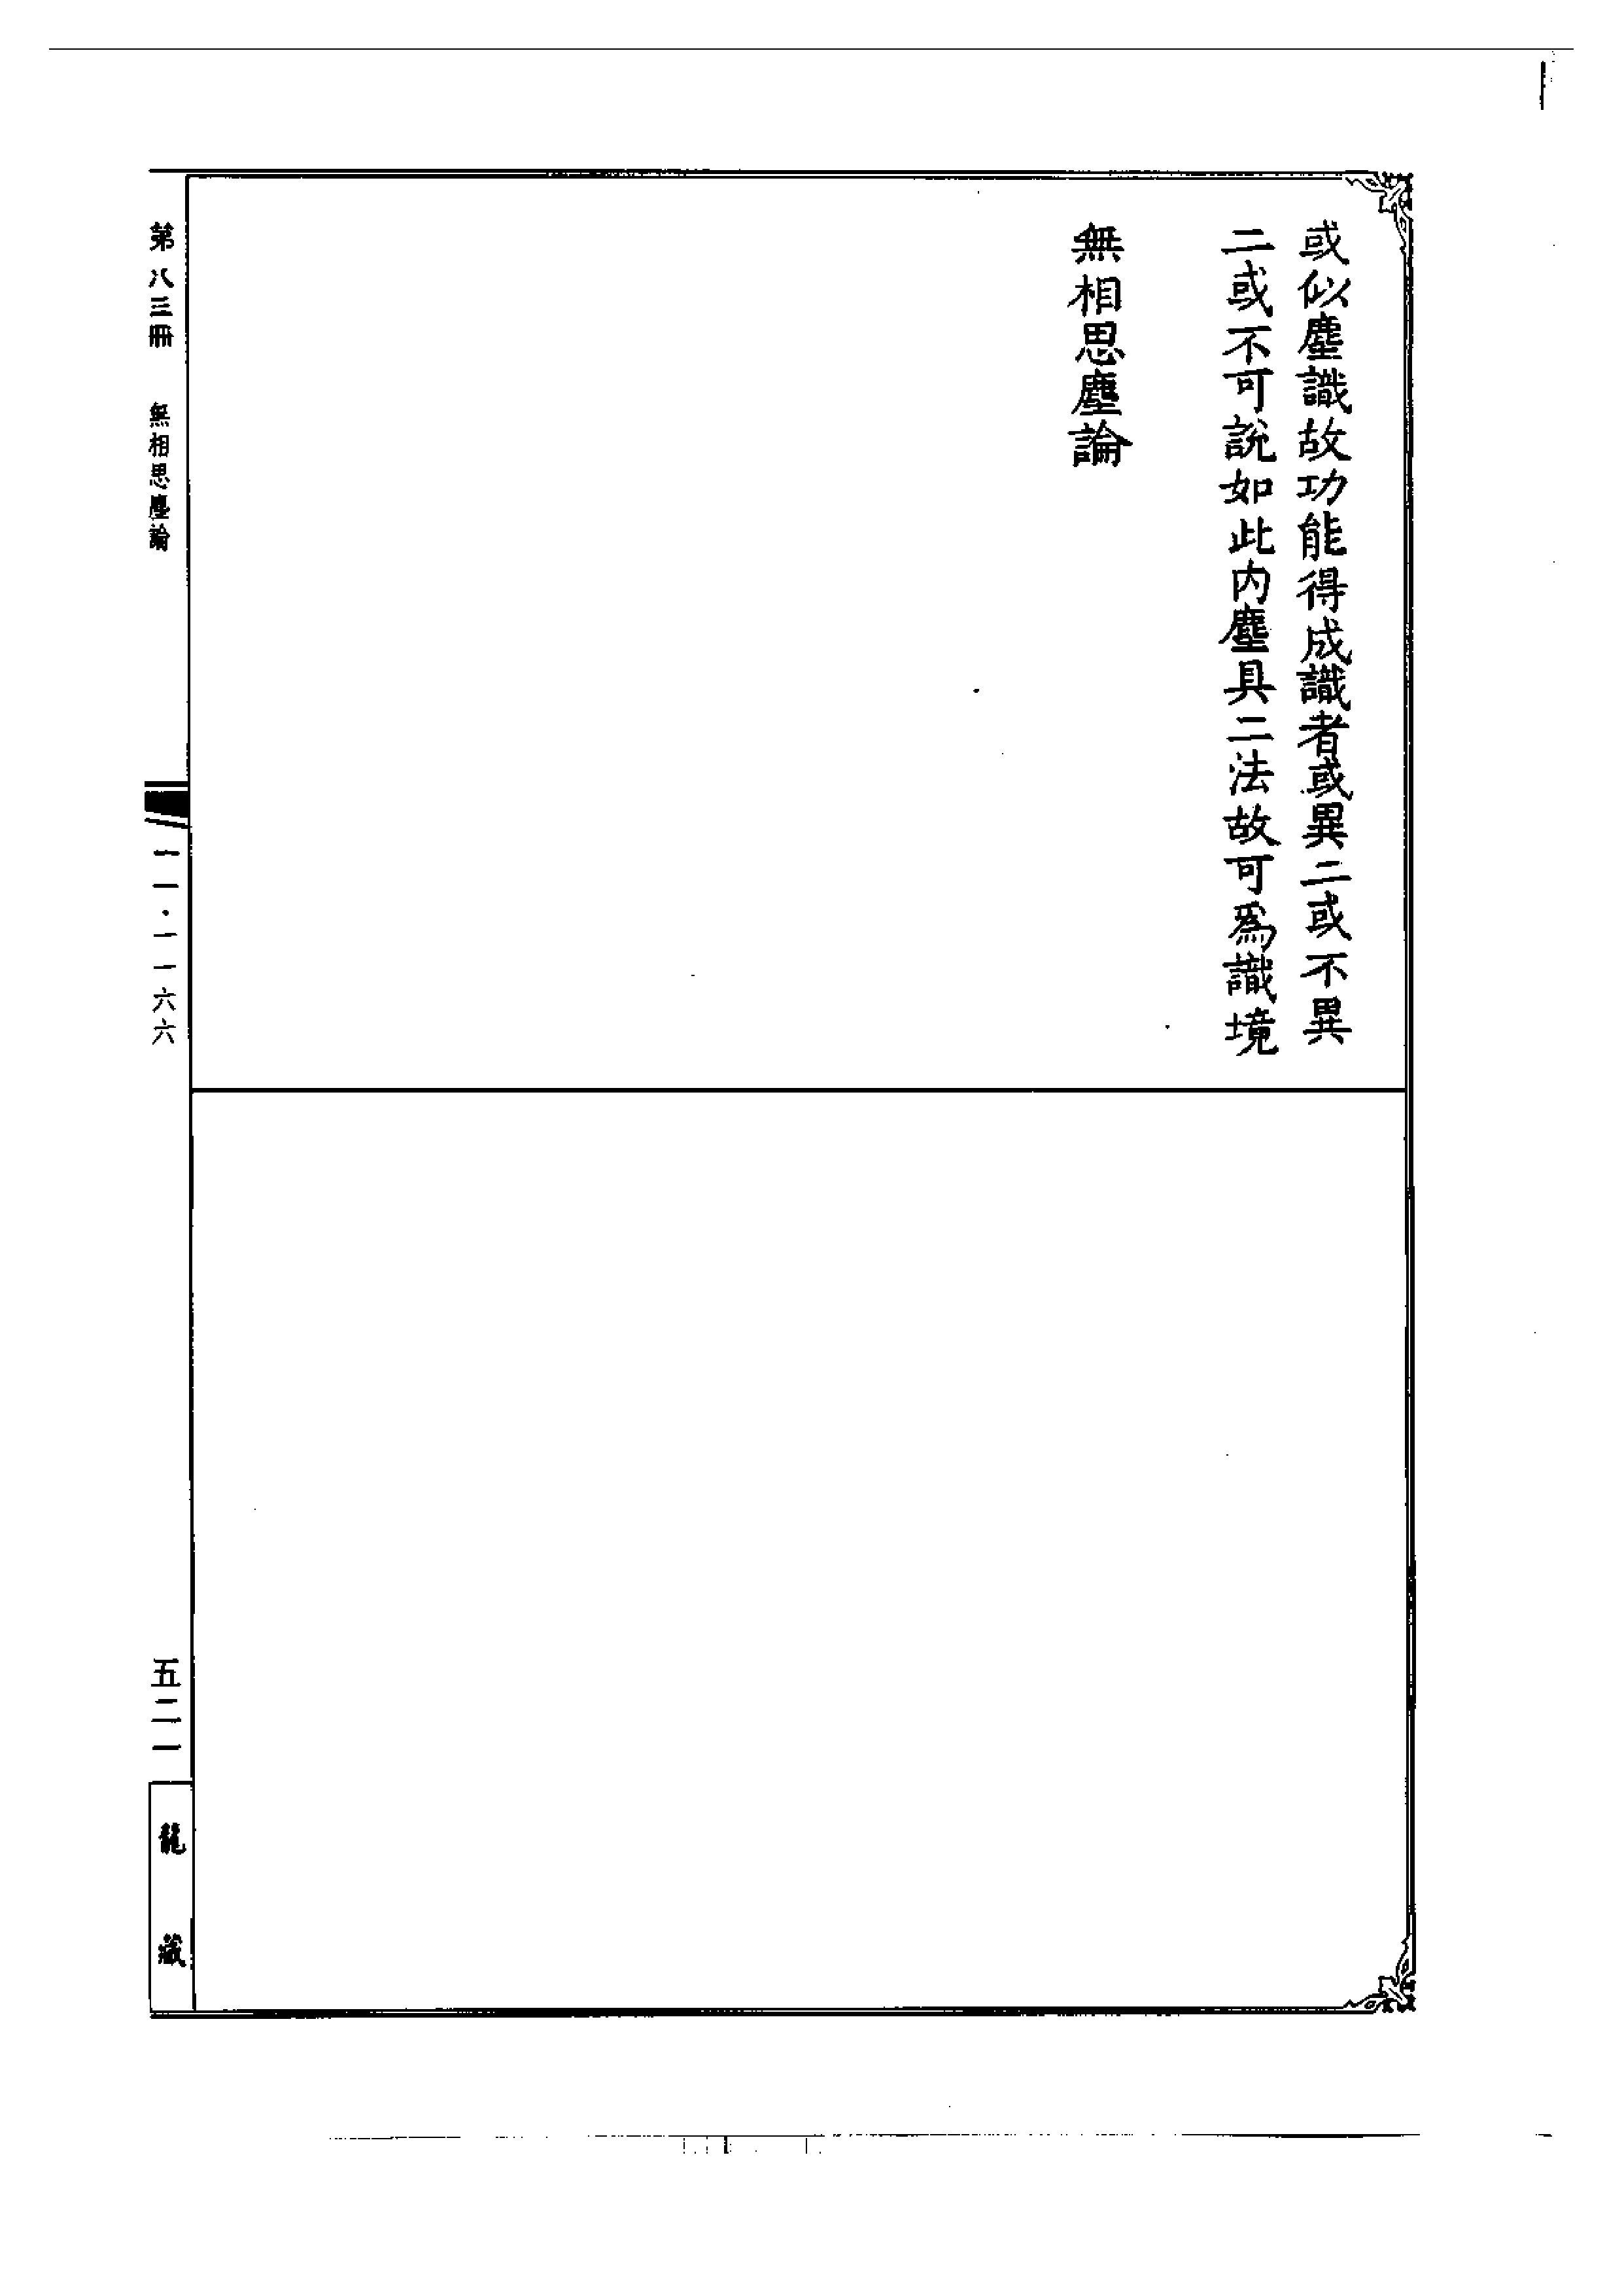 或似塵識故功能得成識者或異二或不異
二或不可說如此内塵具二法故可爲識境
無相思塵論
第八三冊 無相思塵論
一一·一一六六
五二一
龍藏